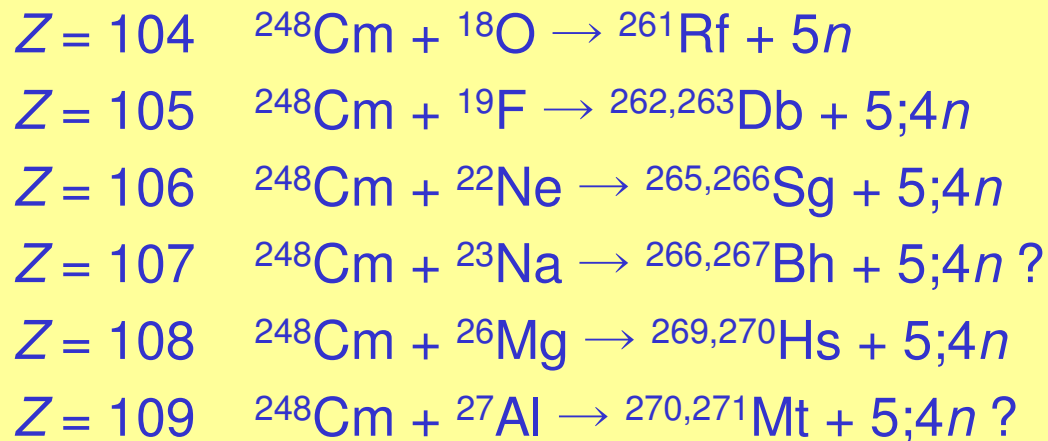 Z = 104 ²⁴⁸Cm + ¹⁸O → ²⁶¹Rf + 5n
Z = 105 ²⁴⁸Cm + ¹⁹F → ²⁶²,²⁶³Db + 5;4n
Z = 106 ²⁴⁸Cm + ²²Ne → ²⁶⁵,²⁶⁶Sg + 5;4n
Z = 107 ²⁴⁸Cm + ²³Na → ²⁶⁶,²⁶⁷Bh + 5;4n ?
Z = 108 ²⁴⁸Cm + ²⁶Mg → ²⁶⁹,²⁷⁰Hs + 5;4n
Z = 109 ²⁴⁸Cm + ²⁷Al → ²⁷⁰,²⁷¹Mt + 5;4n ?